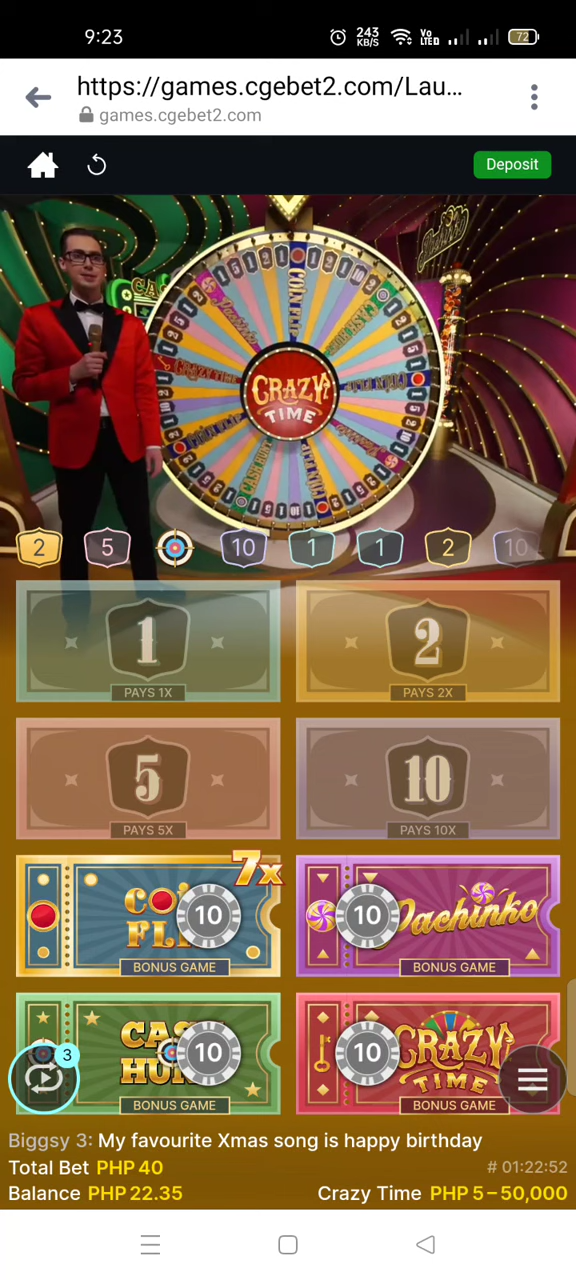 9:23
243
KB/S
Vo
LTE D
72
https://games.cgebet2.com/Lau...
games.cgebet2.com
Deposit
CRAZY
TIME
2
5
10
1
1
2
10
1
PAYS 1X
2
PAYS 2X
5
PAYS 5X
10
PAYS 10X
7x
10
BONUS GAME
10
Pachinko
BONUS GAME
10
BONUS GAME
10
CRAZY
TIME
BONUS GAME
3
Biggsy 3: My favourite Xmas song is happy birthday
Total Bet PHP 40
# 01:22:52
Balance PHP 22.35
Crazy Time PHP 5–50,000